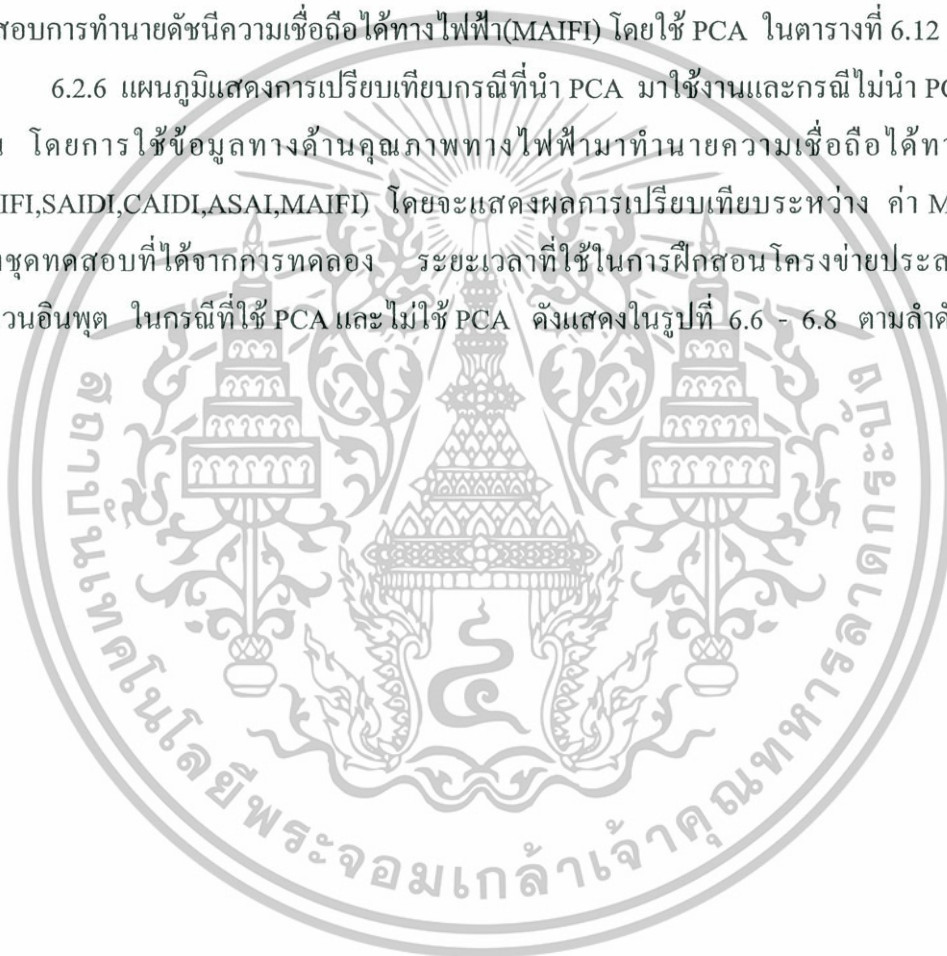 สอบการทำนายดัชนีความเชื่อถือได้ทางไฟฟ้า(MAIFI) โดยใช้ PCA ในตารางที่ 6.12
6.2.6 แผนภูมิแสดงการเปรียบเทียบกรณีที่นำ PCA มาใช้งานและกรณีไม่นำ PC
โดยการใช้ข้อมูลทางด้านคุณภาพทางไฟฟ้ามาทำนายความเชื่อถือได้ทา
IFI,SAIDI,CAIDI,ASAI,MAIFI) โดยจะแสดงผลการเปรียบเทียบระหว่าง ค่า M
ชุดทดสอบที่ได้จากการทดลอง ระยะเวลาที่ใช้ในการฝึกสอนโครงข่ายประส
วนอินพุต ในกรณีที่ใช้ PCA และไม่ใช้ PCA ดังแสดงในรูปที่ 6.6 - 6.8 ตามลำดั
สถาบันเทคโนโลยีพระจอมเกล้าเจ้าคุณทหารลาดกระบัง